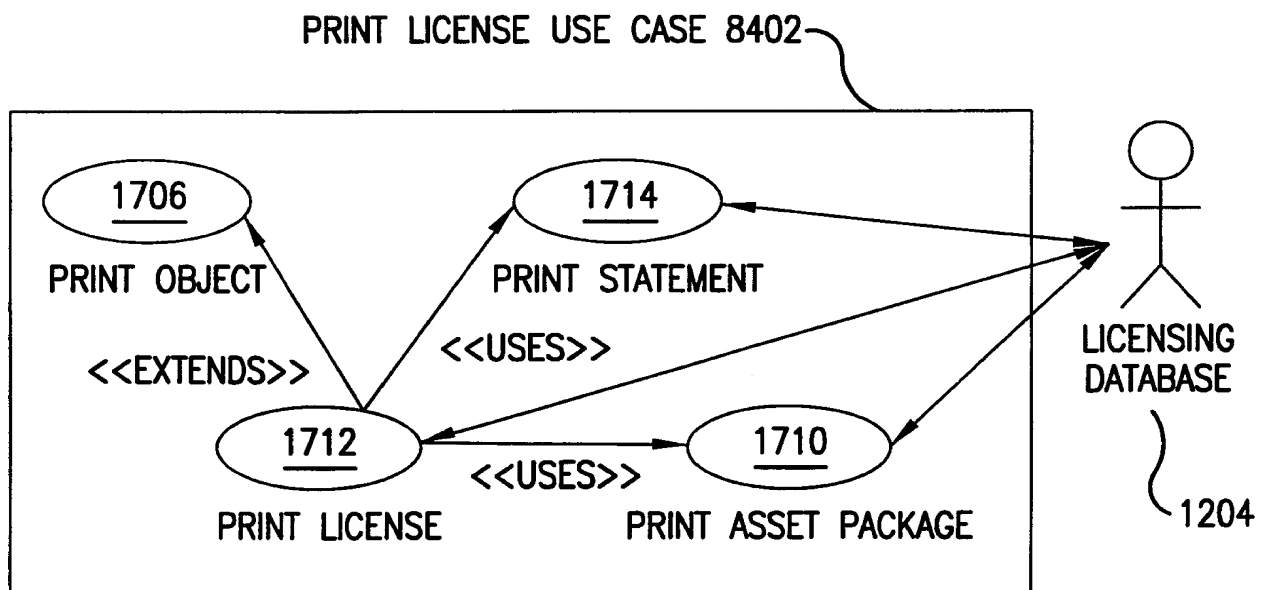 PRINT LICENSE USE CASE 8402
1706
1714
PRINT OBJECT
PRINT STATEMENT
<<USES>>
<<EXTENDS>>
LICENSING
DATABASE
1712
1710
<<USES>>
PRINT LICENSE
PRINT ASSET PACKAGE
1204